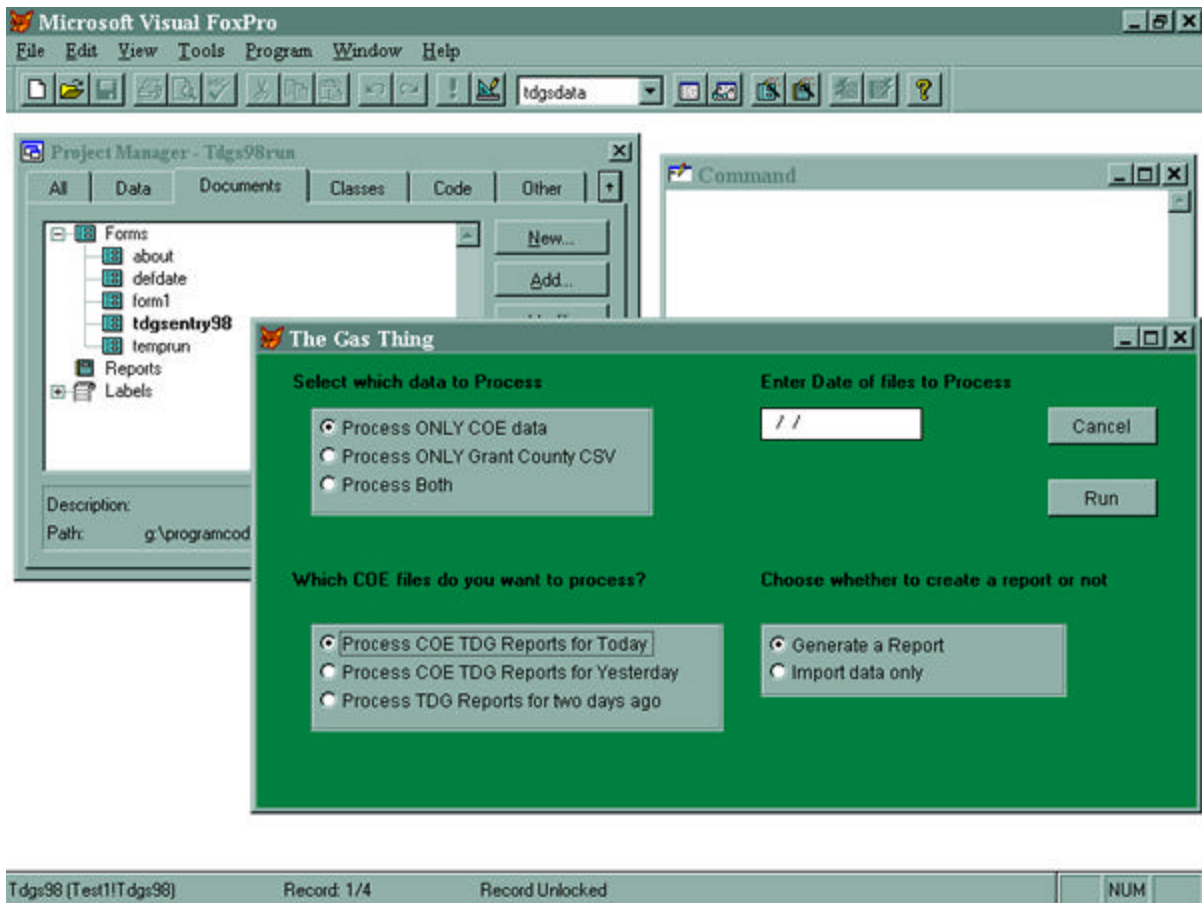 Microsoft Visual FoxPro
File Edit View Tools Program Window Help
tdgsdata
Project Manager - Tdgs98run
All Data Documents Classes Code Other
Forms
about
defdate
form1
tdgsentry98
temprun
Reports
Labels
New...
Add...
Description:
Path: g:\programcod
Command
The Gas Thing
Select which data to Process
Process ONLY COE data
Process ONLY Grant County CSV
Process Both
Enter Date of files to Process
/ /
Cancel
Run
Which COE files do you want to process?
Process COE TDG Reports for Today
Process COE TDG Reports for Yesterday
Process TDG Reports for two days ago
Choose whether to create a report or not
Generate a Report
Import data only
Tdgs98 (Test1!Tdgs98) Record: 1/4 Record Unlocked NUM